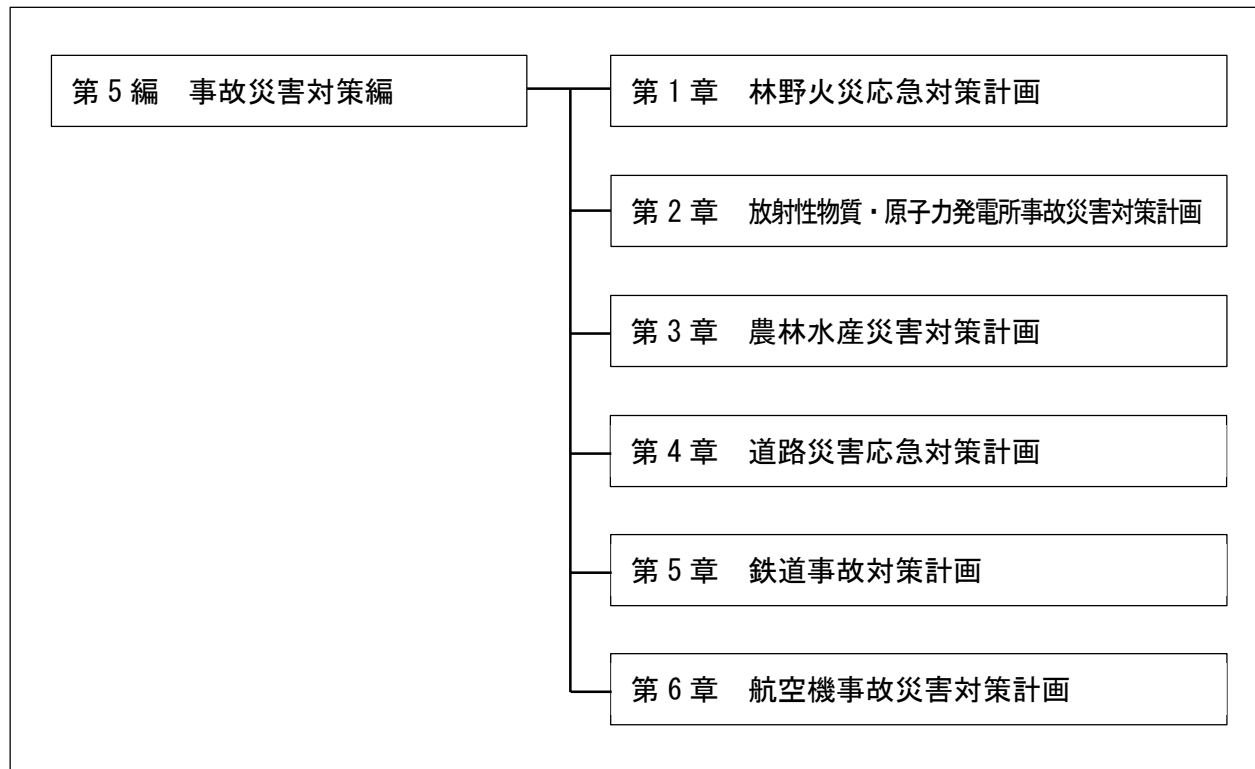 第５編　事故災害対策編
第１章　林野火災応急対策計画
第２章　放射性物質・原子力発電所事故災害対策計画
第３章　農林水産災害対策計画
第４章　道路災害応急対策計画
第５章　鉄道事故対策計画
第６章　航空機事故災害対策計画